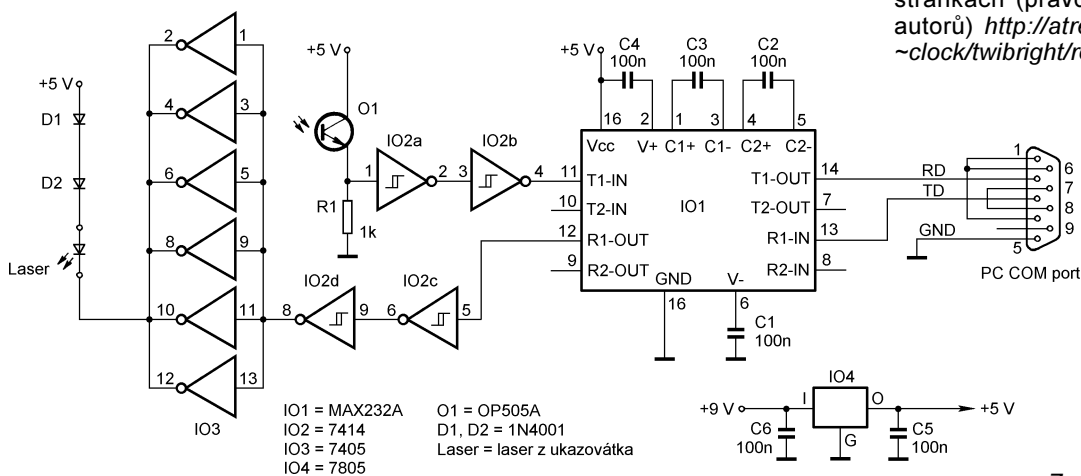 stránkách (právo
autorů) http://atre
~clock/twibright/r
+5 V
D1
D2
Laser
2
1
4
3
6
5
8
9
10
11
12
13
IO3
+5 V
O1
R1
1k
IO2a
1
2
IO2b
3
4
IO2d
8
9
IO2c
6
5
+5 V
C4
100n
C3
100n
C2
100n
16
2
1
3
4
5
Vcc
V+
C1+
C1-
C2+
C2-
11
T1-IN
10
T2-IN
12
R1-OUT
9
R2-OUT
IO1
T1-OUT
14
T2-OUT
7
R1-IN
13
R2-IN
8
GND
16
V-
6
C1
100n
RD
TD
GND
1
6
7
8
9
5
PC COM port
IO1 = MAX232A
IO2 = 7414
IO3 = 7405
IO4 = 7805
O1 = OP505A
D1, D2 = 1N4001
Laser = laser z ukazovátka
+9 V
I
IO4
O
G
+5 V
C6
100n
C5
100n